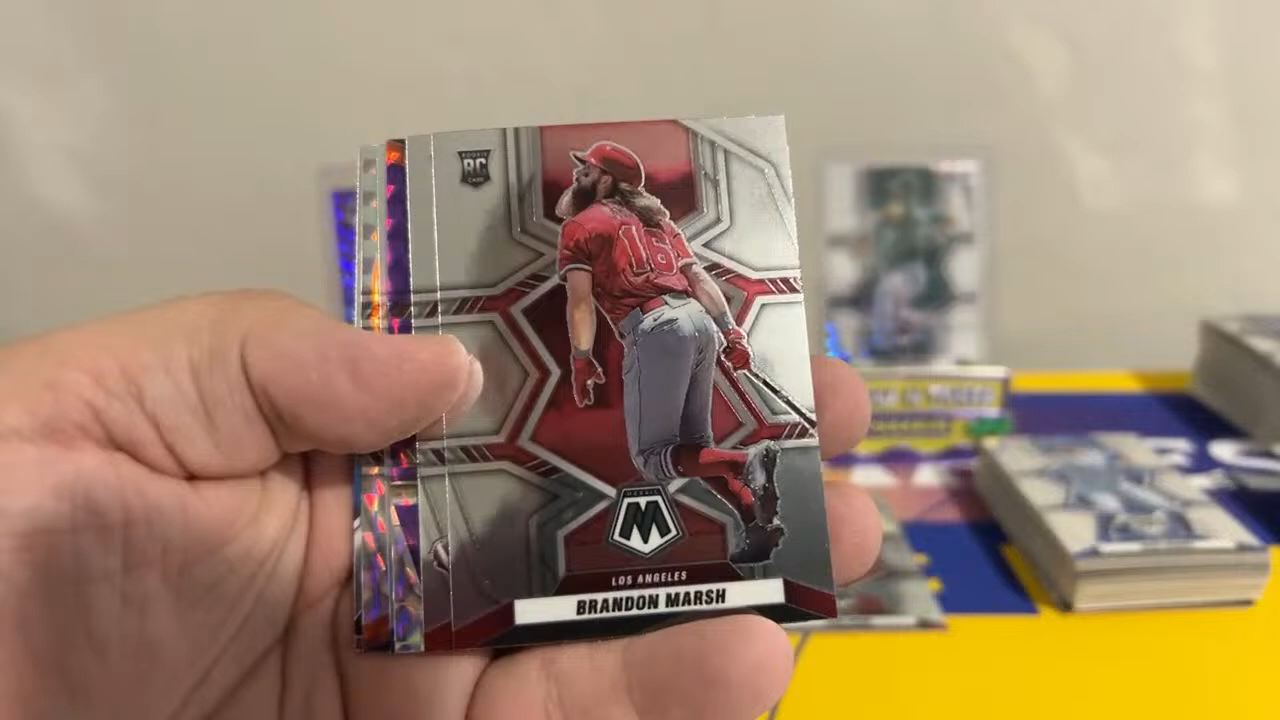 ROOKIE
RC
CARD
16
MOSAIC
M
LOS ANGELES
BRANDON MARSH